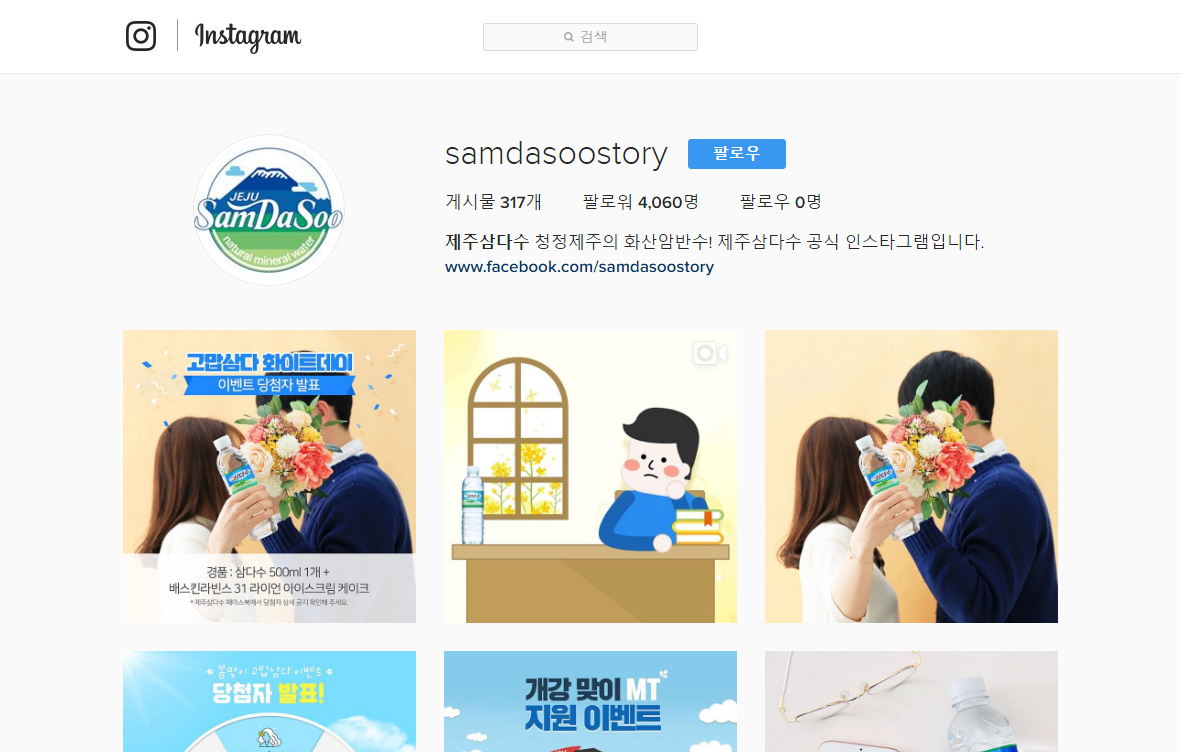 Instagram
검색
samdasoostory
팔로우
게시물 317개 팔로워 4,060명 팔로우 0명
제주삼다수 청정제주의 화산암반수! 제주삼다수 공식 인스타그램입니다.
www.facebook.com/samdasoostory
JEJU
SamDaSoo
natural mineral water
고맙삼다 화이트데이
이벤트 당첨자 발표
경품 : 삼다수 500ml 1개 +
배스킨라빈스 31 라이언 아이스크림 케이크
* 제주삼다수 페이스북에서 당첨자 상세 공지 확인해 주세요.
봄맞이 고맙삼다 이벤트
당첨자 발표!
개강 맞이 MT
지원 이벤트